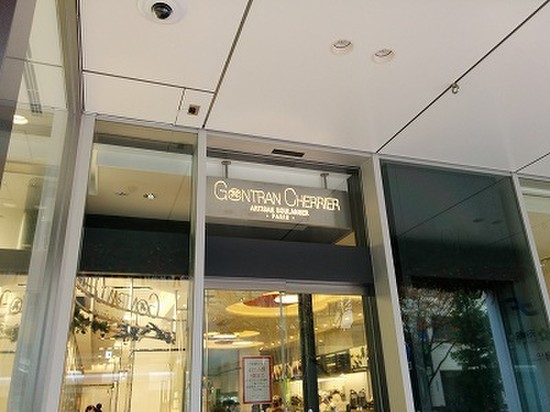 GONTRAN CHERRIER
ARTISAN BOULANGER
• PARIS •